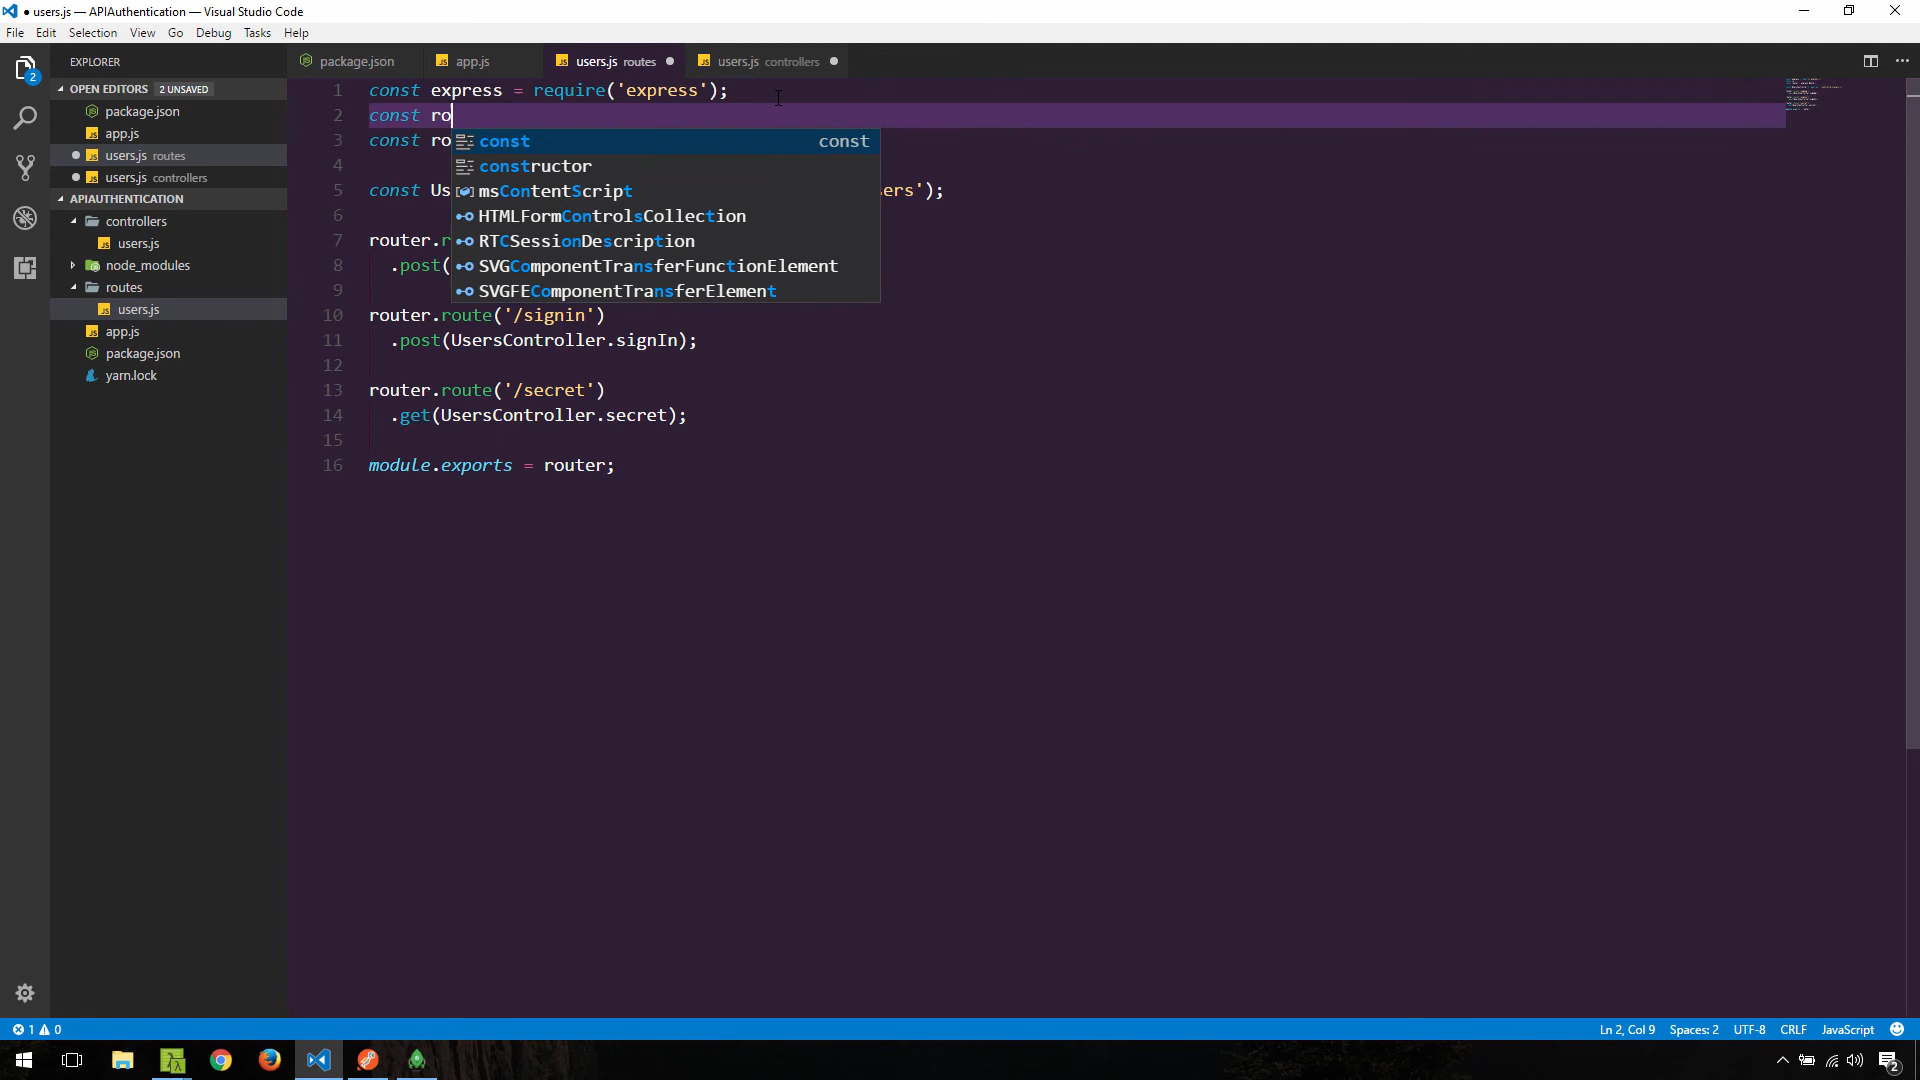 ● users.js — APIAuthentication — Visual Studio Code
File Edit Selection View Go Debug Tasks Help
EXPLORER
OPEN EDITORS 2 UNSAVED
package.json
app.js
users.js routes
users.js controllers
APIAUTHENTICATION
controllers
users.js
node_modules
routes
users.js
app.js
package.json
yarn.lock
2
package.json app.js users.js routes users.js controllers
1 const express = require('express');
2 const ro
3 const ro
4
5 const Us ers');
6
7 router.r
8 .post(
9
10 router.route('/signin')
11 .post(UsersController.signIn);
12
13 router.route('/secret')
14 .get(UsersController.secret);
15
16 module.exports = router;
const const
constructor
msContentScript
HTMLFormControlsCollection
RTCSessionDescription
SVGComponentTransferFunctionElement
SVGFEComponentTransferElement
1 0 Ln 2, Col 9 Spaces: 2 UTF-8 CRLF JavaScript
2